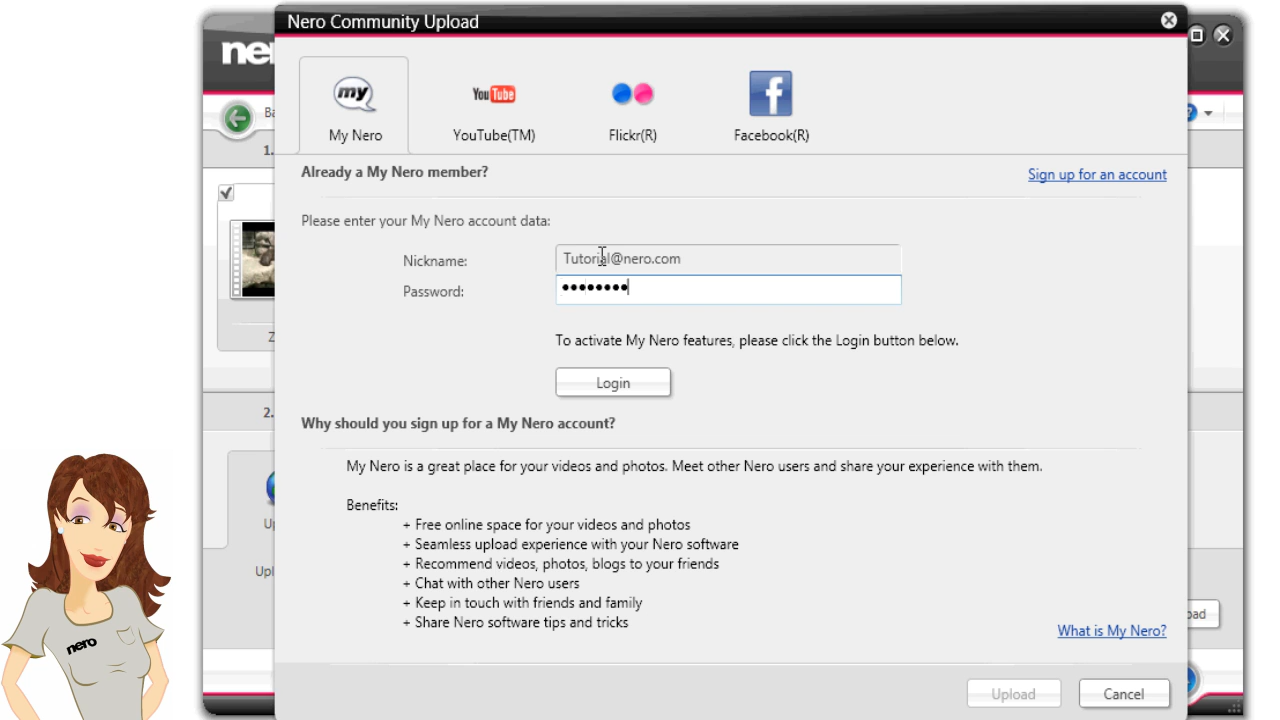 Nero Community Upload
my
You Tube
f
My Nero
YouTube(TM)
Flickr(R)
Facebook(R)
1.
Already a My Nero member?
Sign up for an account
Please enter your My Nero account data:
Nickname:
Tutorial@nero.com
Password:
To activate My Nero features, please click the Login button below.
Login
2.
Why should you sign up for a My Nero account?
My Nero is a great place for your videos and photos. Meet other Nero users and share your experience with them.
Benefits:
+ Free online space for your videos and photos
+ Seamless upload experience with your Nero software
+ Recommend videos, photos, blogs to your friends
+ Chat with other Nero users
+ Keep in touch with friends and family
+ Share Nero software tips and tricks
What is My Nero?
nero
Upload
Cancel